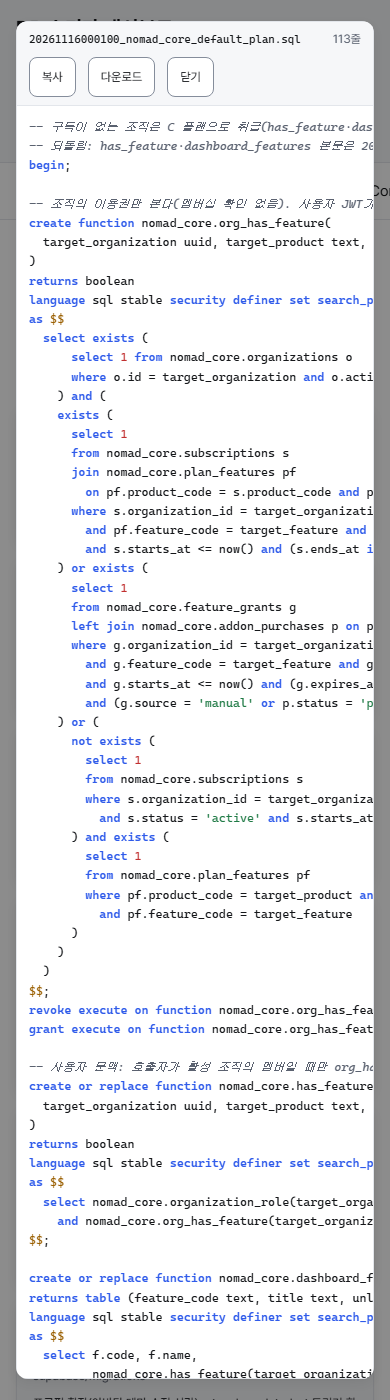 20261116000100_nomad_core_default_plan.sql
113줄
복사
다운로드
닫기
-- 구독이 없는 조직은 C 플랜으로 취급(has_feature·das
-- 되돌림: has_feature·dashboard_features 본문은 20
begin;
-- 조직의 이용권만 본다(멤버십 확인 없음). 사용자 JWT가
create function nomad_core.org_has_feature(
target_organization uuid, target_product text,
)
returns boolean
language sql stable security definer set search_p
as $$
select exists (
select 1 from nomad_core.organizations o
where o.id = target_organization and o.acti
) and (
exists (
select 1
from nomad_core.subscriptions s
join nomad_core.plan_features pf
on pf.product_code = s.product_code and p
where s.organization_id = target_organizati
and pf.feature_code = target_feature and
and s.starts_at <= now() and (s.ends_at i
) or exists (
select 1
from nomad_core.feature_grants g
left join nomad_core.addon_purchases p on p
where g.organization_id = target_organizati
and g.feature_code = target_feature and g
and g.starts_at <= now() and (g.expires_a
and (g.source = 'manual' or p.status = 'p
) or (
not exists (
select 1
from nomad_core.subscriptions s
where s.organization_id = target_organiza
and s.status = 'active' and s.starts_at
) and exists (
select 1
from nomad_core.plan_features pf
where pf.product_code = target_product an
and pf.feature_code = target_feature
)
)
)
$$;
revoke execute on function nomad_core.org_has_fea
grant execute on function nomad_core.org_has_feat
-- 사용자 문맥: 호출자가 활성 조직의 멤버일 때만 org_ha
create or replace function nomad_core.has_feature
target_organization uuid, target_product text,
)
returns boolean
language sql stable security definer set search_p
as $$
select nomad_core.organization_role(target_orga
and nomad_core.org_has_feature(target_organiz
$$;
create or replace function nomad_core.dashboard_f
returns table (feature_code text, title text, unl
language sql stable security definer set search_p
as $$
select f.code, f.name,
nomad_core.has_feature(target_organizati